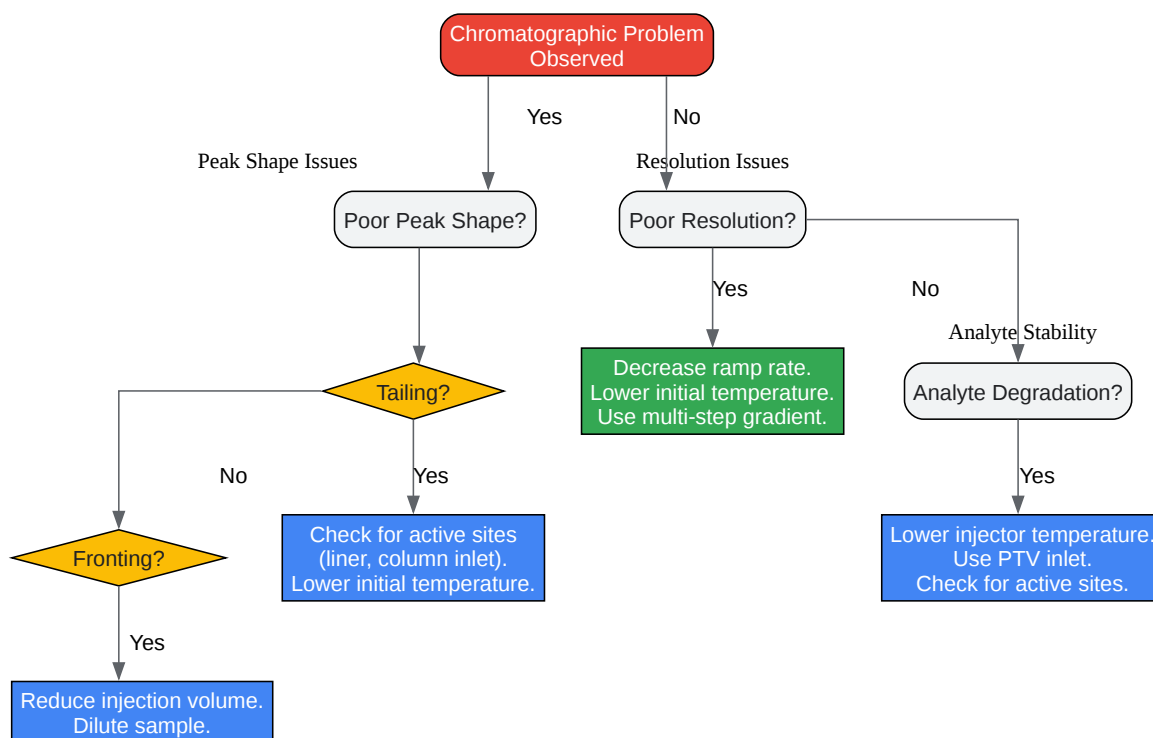 Chromatographic Problem
Observed
Yes
No
Peak Shape Issues
Resolution Issues
Poor Peak Shape?
Poor Resolution?
Yes
No
Analyte Stability
Decrease ramp rate.
Lower initial temperature.
Use multi-step gradient.
Tailing?
Analyte Degradation?
No
Yes
Yes
Check for active sites
(liner, column inlet).
Lower initial temperature.
Lower injector temperature.
Use PTV inlet.
Check for active sites.
Fronting?
Yes
Reduce injection volume.
Dilute sample.